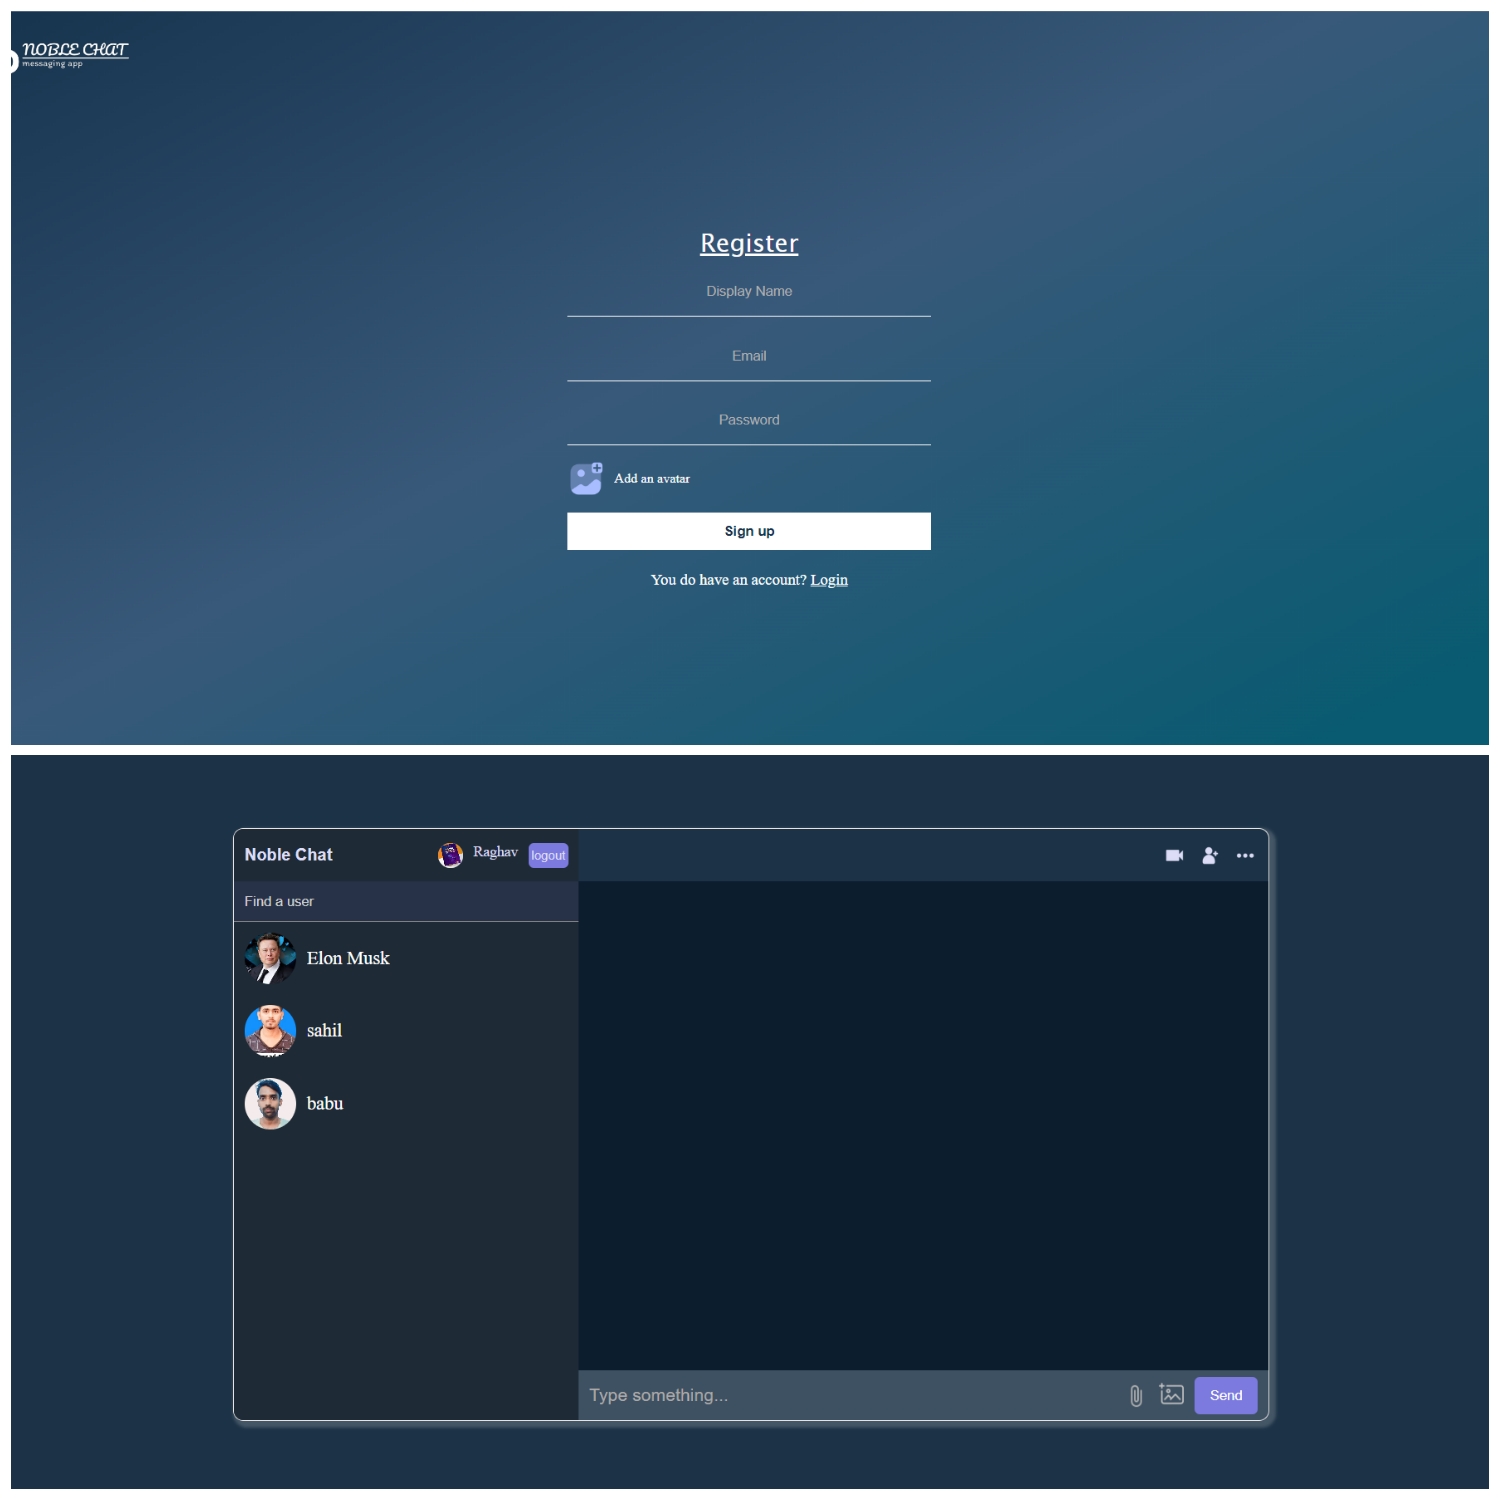 NOBLE CHAT
messaging app
Register
Display Name
Email
Password
Add an avatar
Sign up
You do have an account? Login
Noble Chat
Raghav
logout
Find a user
Elon Musk
sahil
babu
Type something...
Send